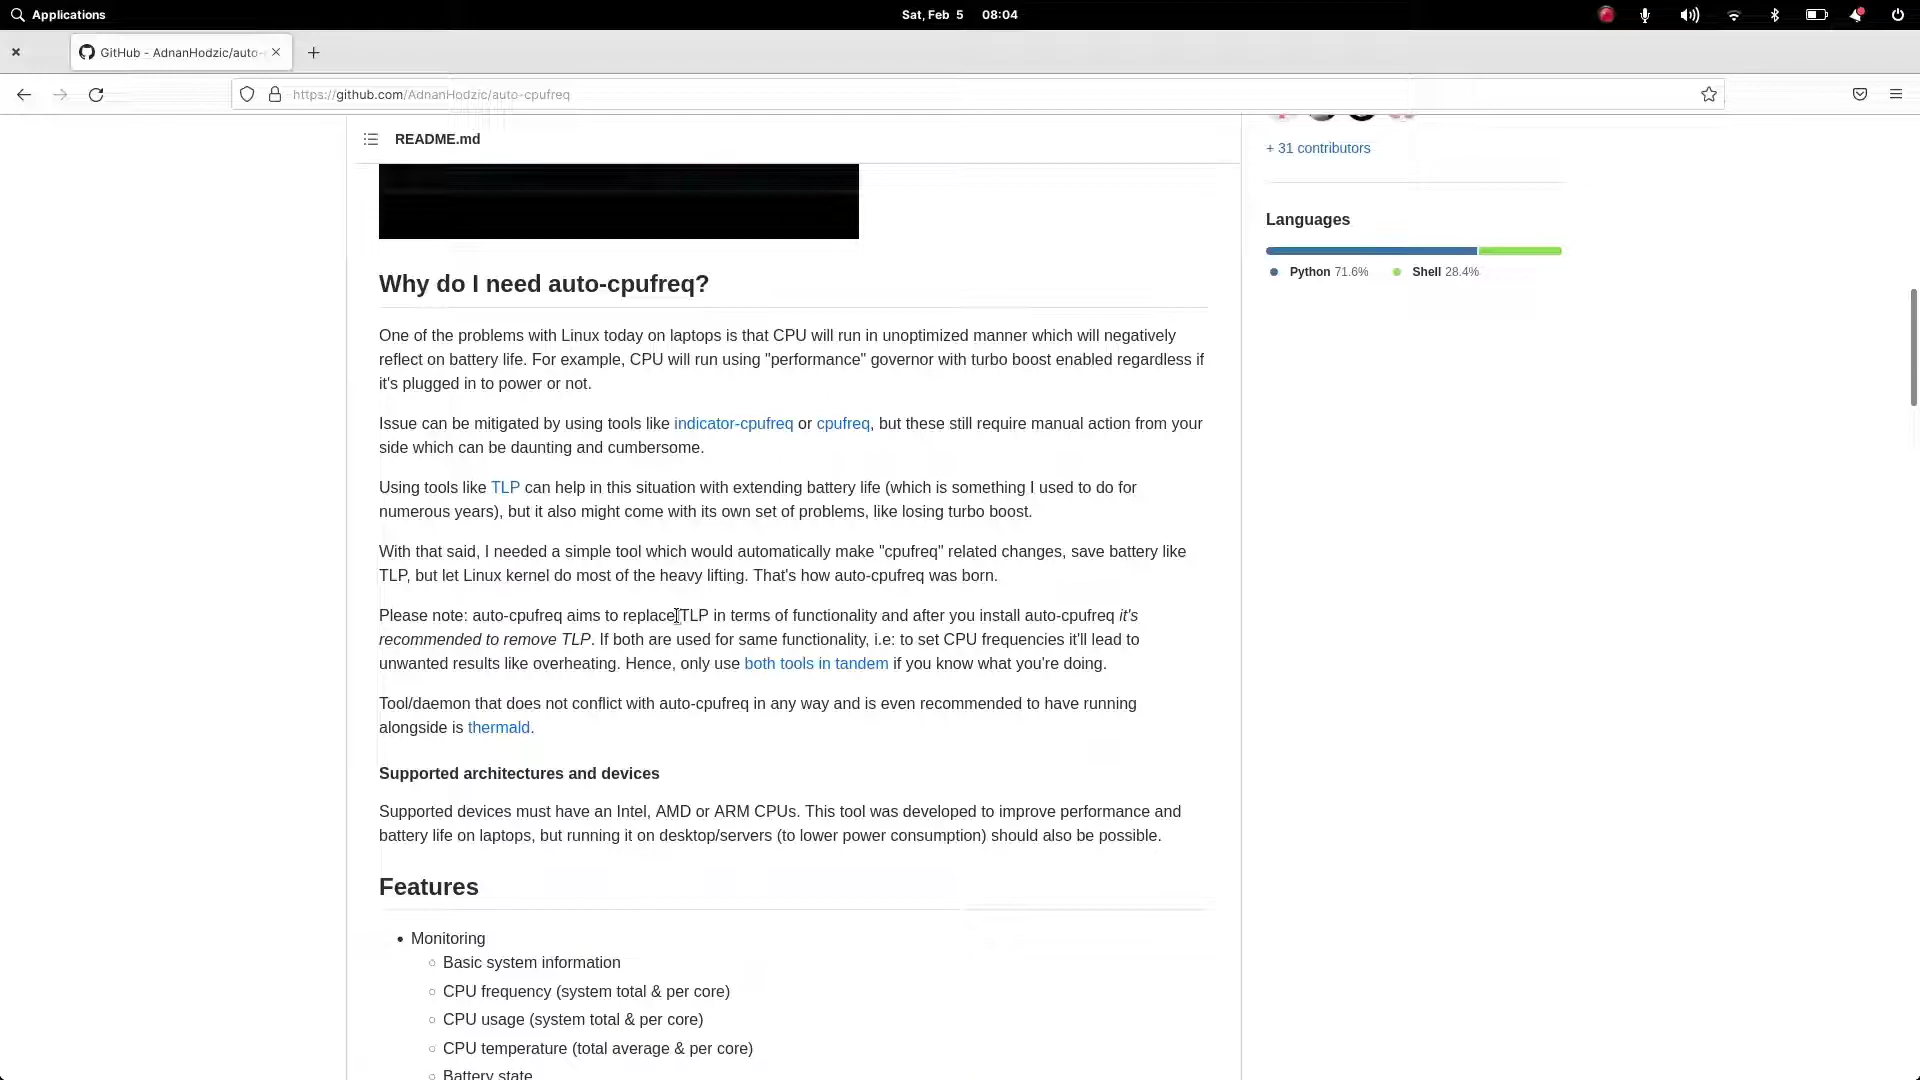 Applications
Sat, Feb 5 08:04
GitHub - AdnanHodzic/auto-
https://github.com/AdnanHodzic/auto-cpufreq
README.md
+ 31 contributors
Languages
Python 71.6% Shell 28.4%
Why do I need auto-cpufreq?
One of the problems with Linux today on laptops is that CPU will run in unoptimized manner which will negatively
reflect on battery life. For example, CPU will run using "performance" governor with turbo boost enabled regardless if
it's plugged in to power or not.
Issue can be mitigated by using tools like indicator-cpufreq or cpufreq, but these still require manual action from your
side which can be daunting and cumbersome.
Using tools like TLP can help in this situation with extending battery life (which is something I used to do for
numerous years), but it also might come with its own set of problems, like losing turbo boost.
With that said, I needed a simple tool which would automatically make "cpufreq" related changes, save battery like
TLP, but let Linux kernel do most of the heavy lifting. That's how auto-cpufreq was born.
Please note: auto-cpufreq aims to replace TLP in terms of functionality and after you install auto-cpufreq it's
recommended to remove TLP. If both are used for same functionality, i.e: to set CPU frequencies it'll lead to
unwanted results like overheating. Hence, only use both tools in tandem if you know what you're doing.
Tool/daemon that does not conflict with auto-cpufreq in any way and is even recommended to have running
alongside is thermald.
Supported architectures and devices
Supported devices must have an Intel, AMD or ARM CPUs. This tool was developed to improve performance and
battery life on laptops, but running it on desktop/servers (to lower power consumption) should also be possible.
Features
• Monitoring
○ Basic system information
○ CPU frequency (system total & per core)
○ CPU usage (system total & per core)
○ CPU temperature (total average & per core)
○ Battery state